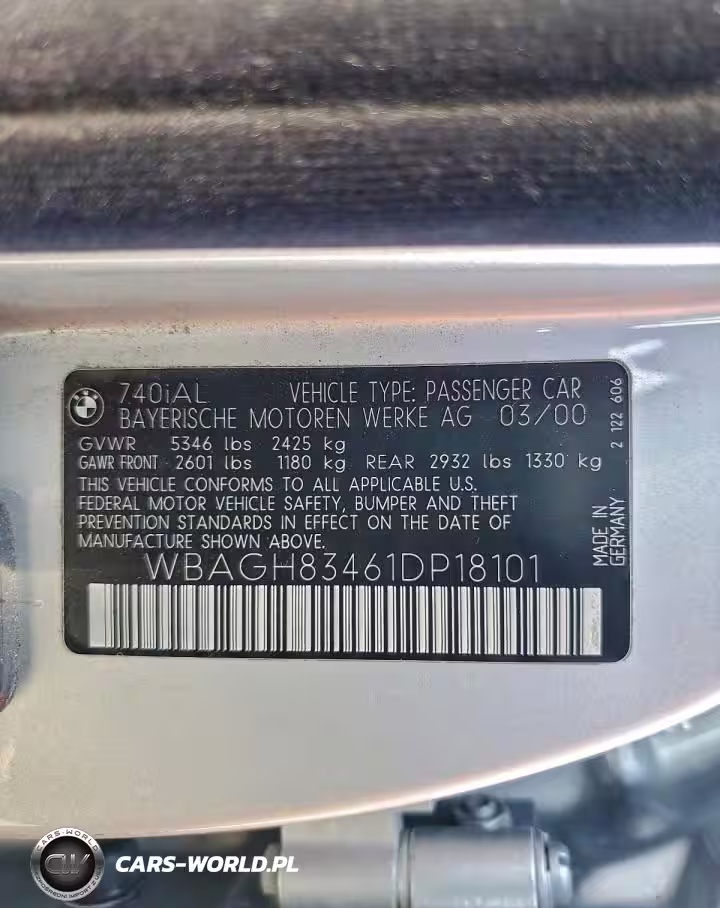 740iAL VEHICLE TYPE: PASSENGER CAR
BAYERISCHE MOTOREN WERKE AG 03/00
GVWR 5346 lbs 2425 kg
GAWR FRONT 2601 lbs 1180 kg REAR 2932 lbs 1330 kg
THIS VEHICLE CONFORMS TO ALL APPLICABLE U.S.
FEDERAL MOTOR VEHICLE SAFETY, BUMPER AND THEFT
PREVENTION STANDARDS IN EFFECT ON THE DATE OF
MANUFACTURE SHOWN ABOVE.
WBAGH83461DP18101
2 122 606
MADE IN
GERMANY
CARS-WORLD
CW
CARS-WORLD.PL